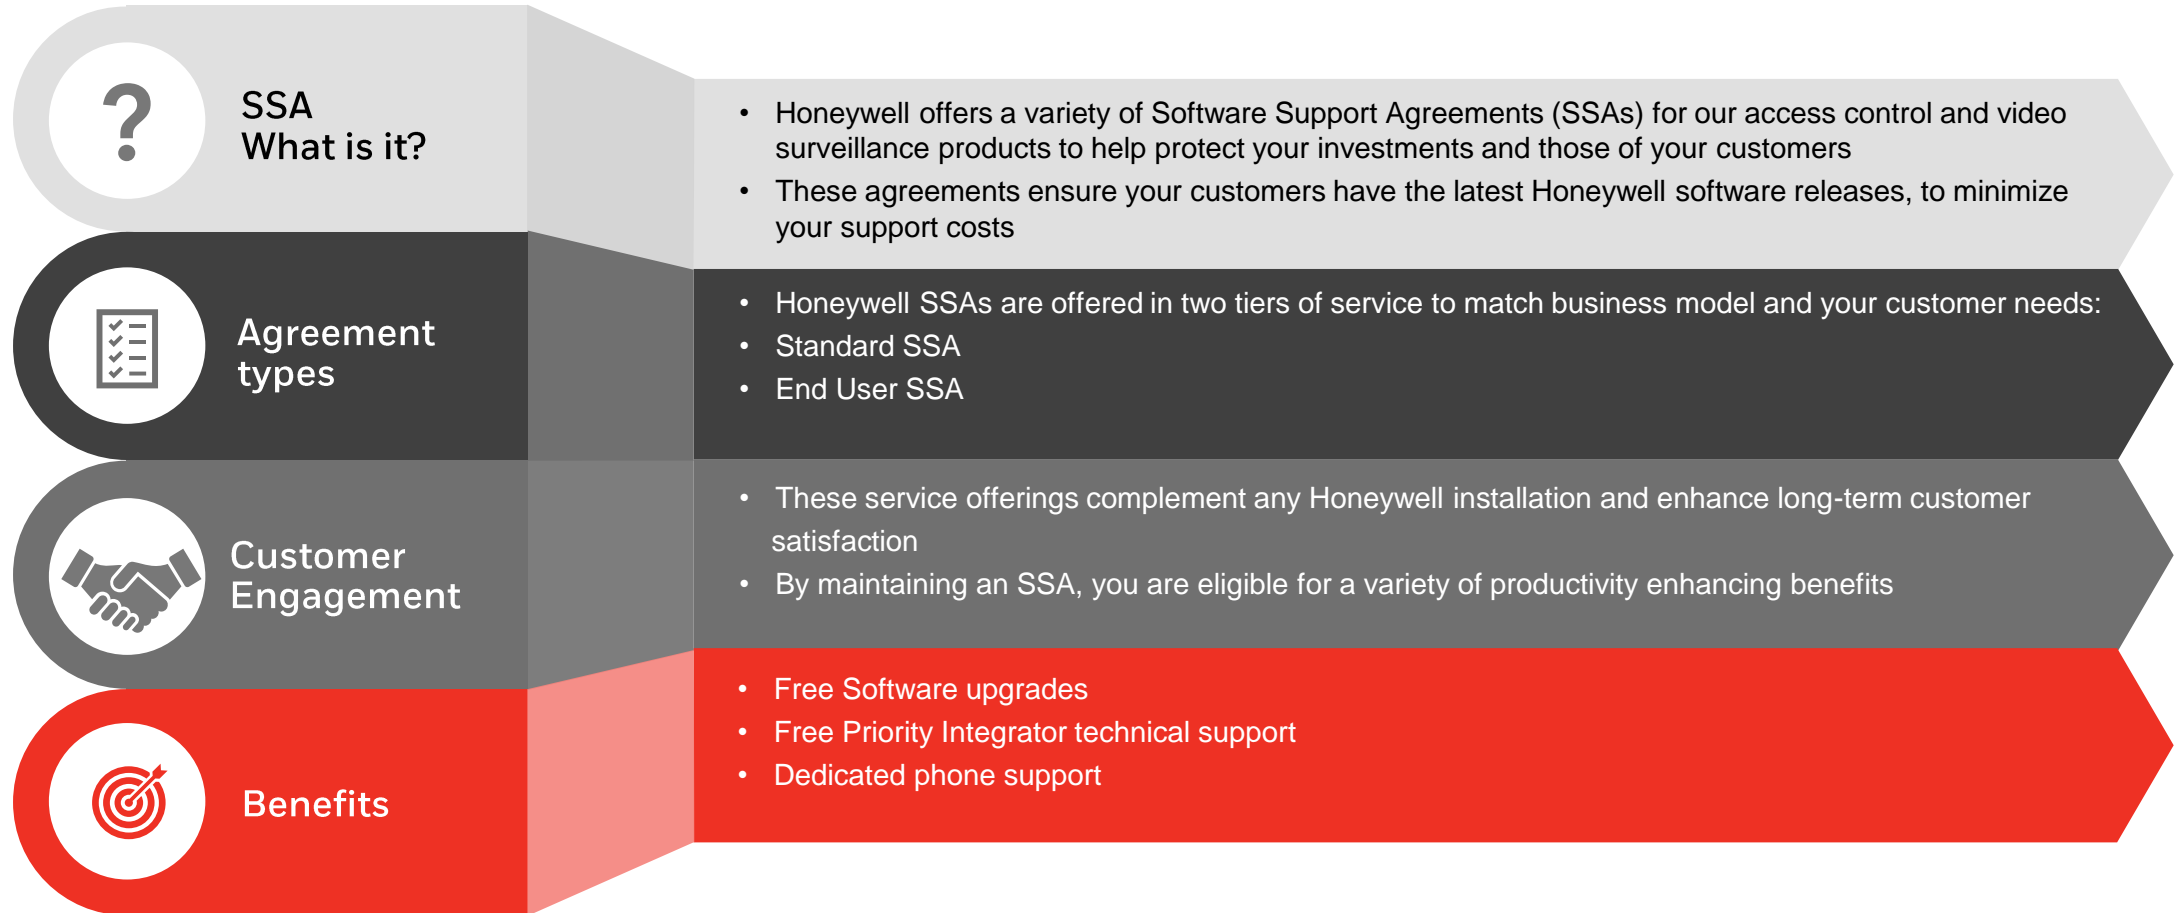 SSA
What is it?
• Honeywell offers a variety of Software Support Agreements (SSAs) for our access control and video
surveillance products to help protect your investments and those of your customers
• These agreements ensure your customers have the latest Honeywell software releases, to minimize
your support costs
Agreement
types
• Honeywell SSAs are offered in two tiers of service to match business model and your customer needs:
• Standard SSA
• End User SSA
Customer
Engagement
• These service offerings complement any Honeywell installation and enhance long-term customer
satisfaction
• By maintaining an SSA, you are eligible for a variety of productivity enhancing benefits
Benefits
• Free Software upgrades
• Free Priority Integrator technical support
• Dedicated phone support